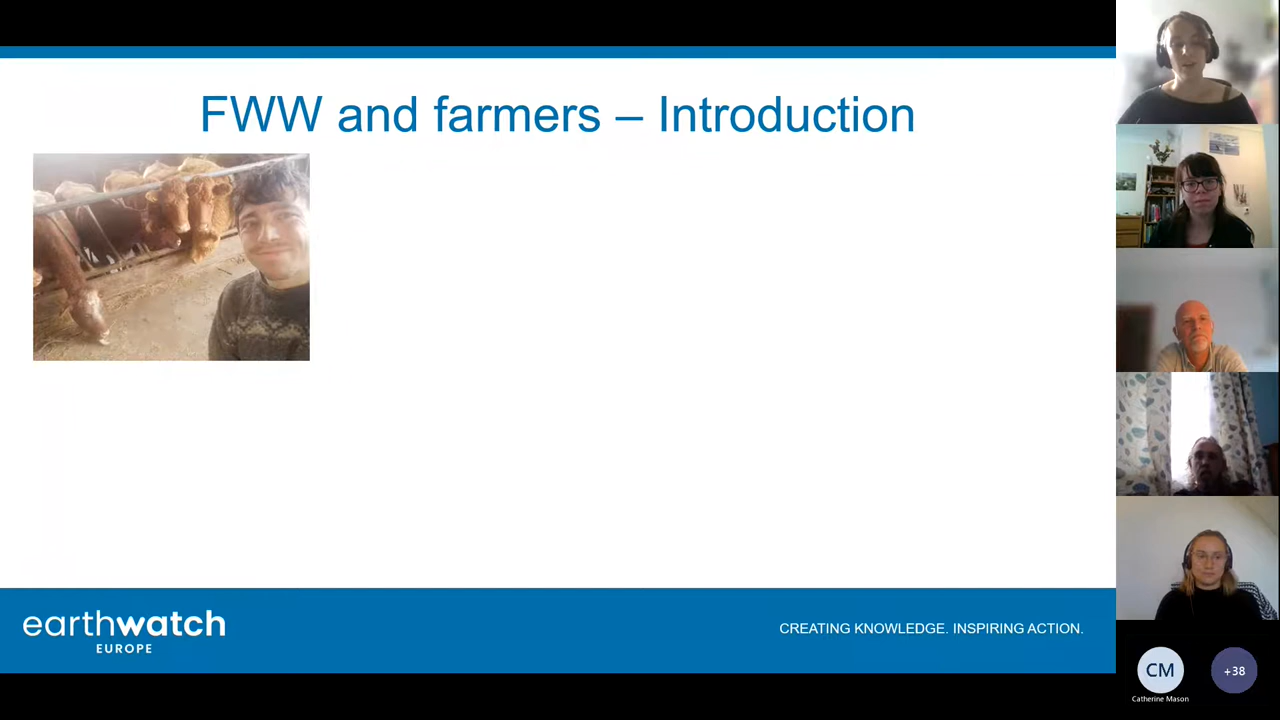 FWW and farmers – Introduction
earthwatch
EUROPE
CREATING KNOWLEDGE. INSPIRING ACTION.
CM
+38
Catherine Mason